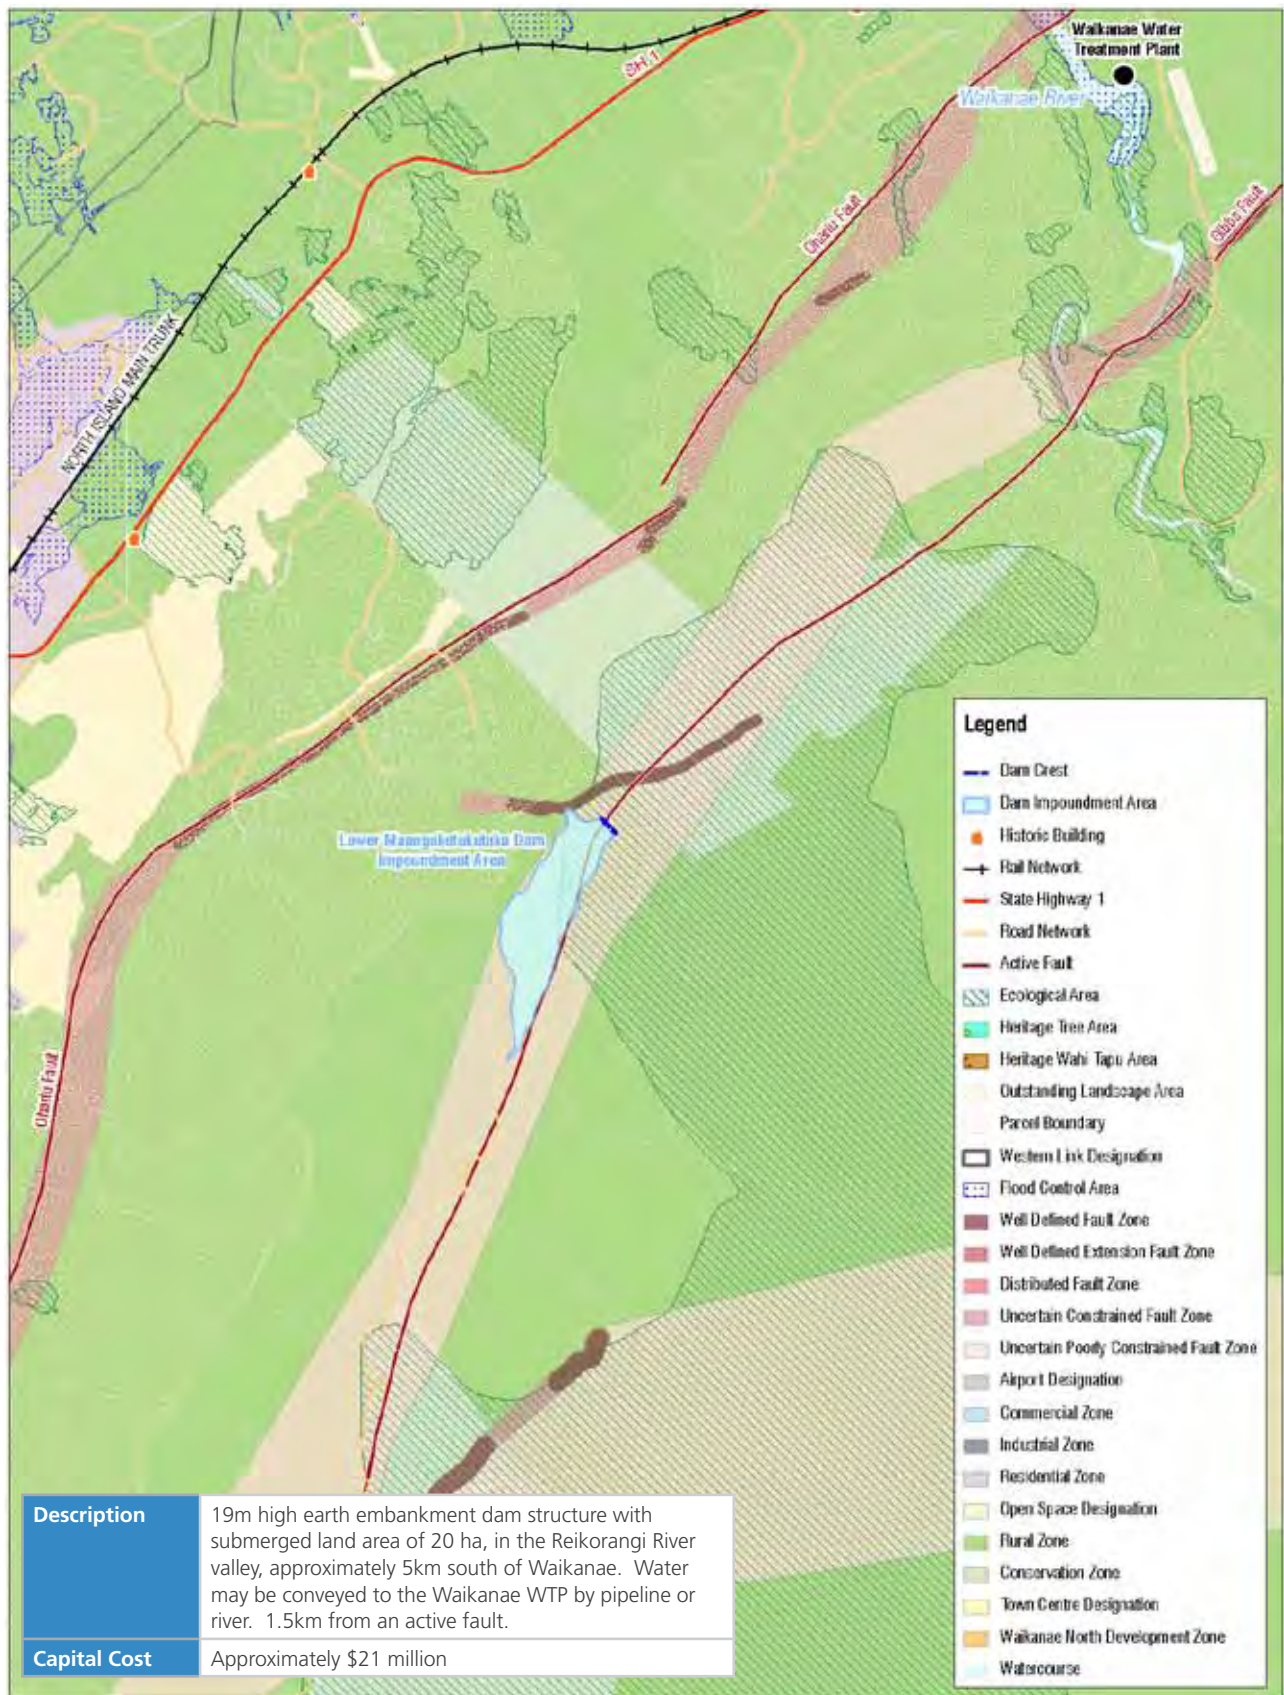 Waikanae Water
Treatment Plant
SH 1
Waikanae River
Ohariu Fault
Gibbs Fault
NORTH ISLAND MAIN TRUNK
Lower Maungakotukutuku Dam
Impoundment Area
Ohariu Fault
Legend
Dam Crest
Dam Impoundment Area
Historic Building
Rail Network
State Highway 1
Road Network
Active Fault
Ecological Area
Heritage Tree Area
Heritage Wahi Tapu Area
Outstanding Landscape Area
Parcel Boundary
Western Link Designation
Flood Control Area
Well Defined Fault Zone
Well Defined Extension Fault Zone
Distributed Fault Zone
Uncertain Constrained Fault Zone
Uncertain Poorly Constrained Fault Zone
Airport Designation
Commercial Zone
Industrial Zone
Residential Zone
Open Space Designation
Rural Zone
Conservation Zone
Town Centre Designation
Waikanae North Development Zone
Watercourse
Description
19m high earth embankment dam structure with
submerged land area of 20 ha, in the Reikorangi River
valley, approximately 5km south of Waikanae. Water
may be conveyed to the Waikanae WTP by pipeline or
river. 1.5km from an active fault.
Capital Cost
Approximately $21 million